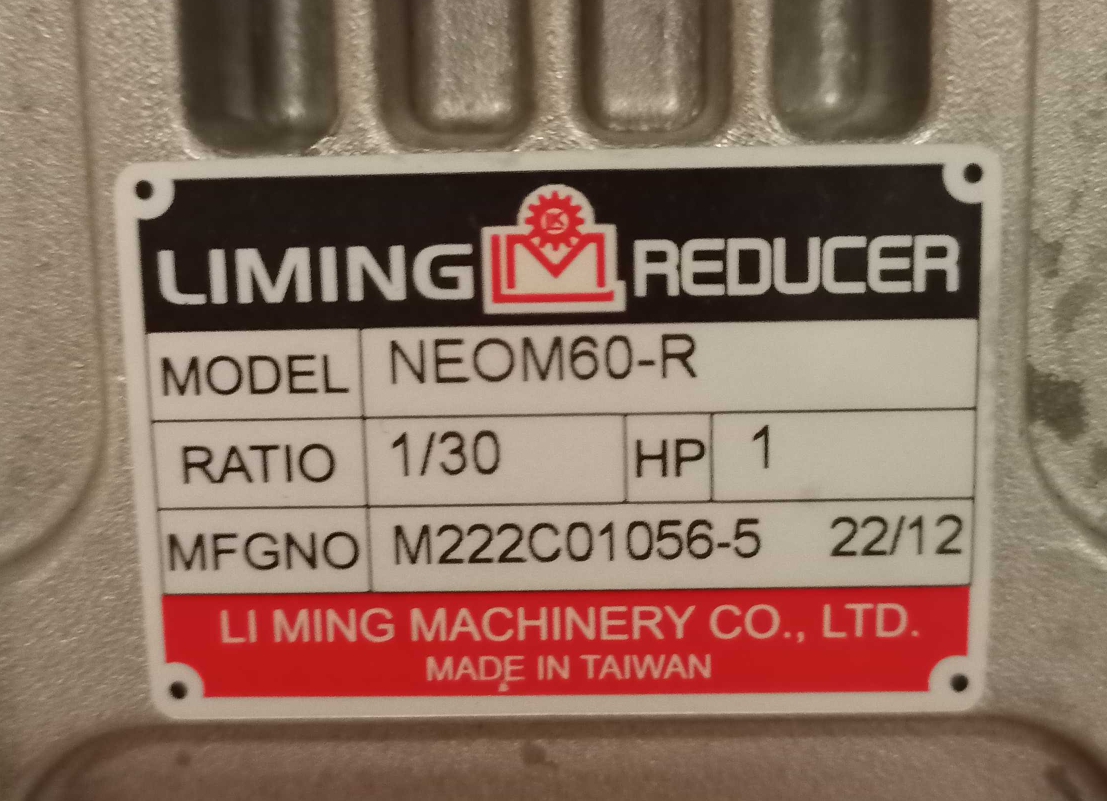 LIMING REDUCER
MODEL NEOM60-R
RATIO 1/30 HP 1
MFGNO M222C01056-5 22/12
LI MING MACHINERY CO., LTD.
MADE IN TAIWAN